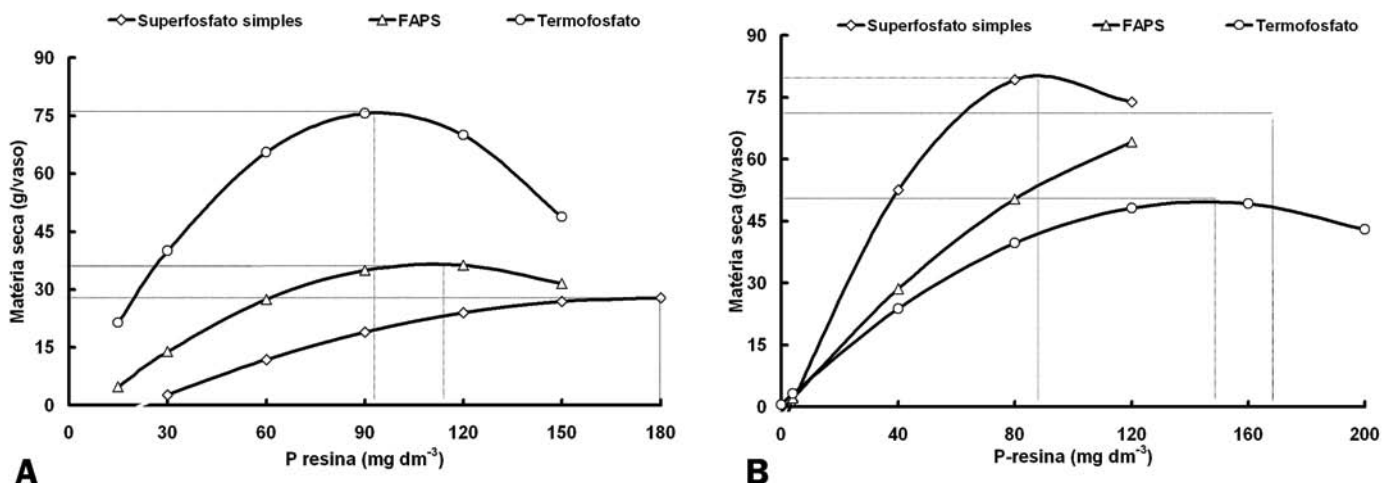 Superfosfato simples FAPS Termofosfato
Matéria seca (g/vaso)
90
75
60
45
30
15
0
0 30 60 90 120 150 180
P resina (mg dm⁻³)
A
Superfosfato simples FAPS Termofosfato
Matéria seca (g/vaso)
90
75
60
45
30
15
0
0 40 80 120 160 200
P-resina (mg dm⁻³)
B